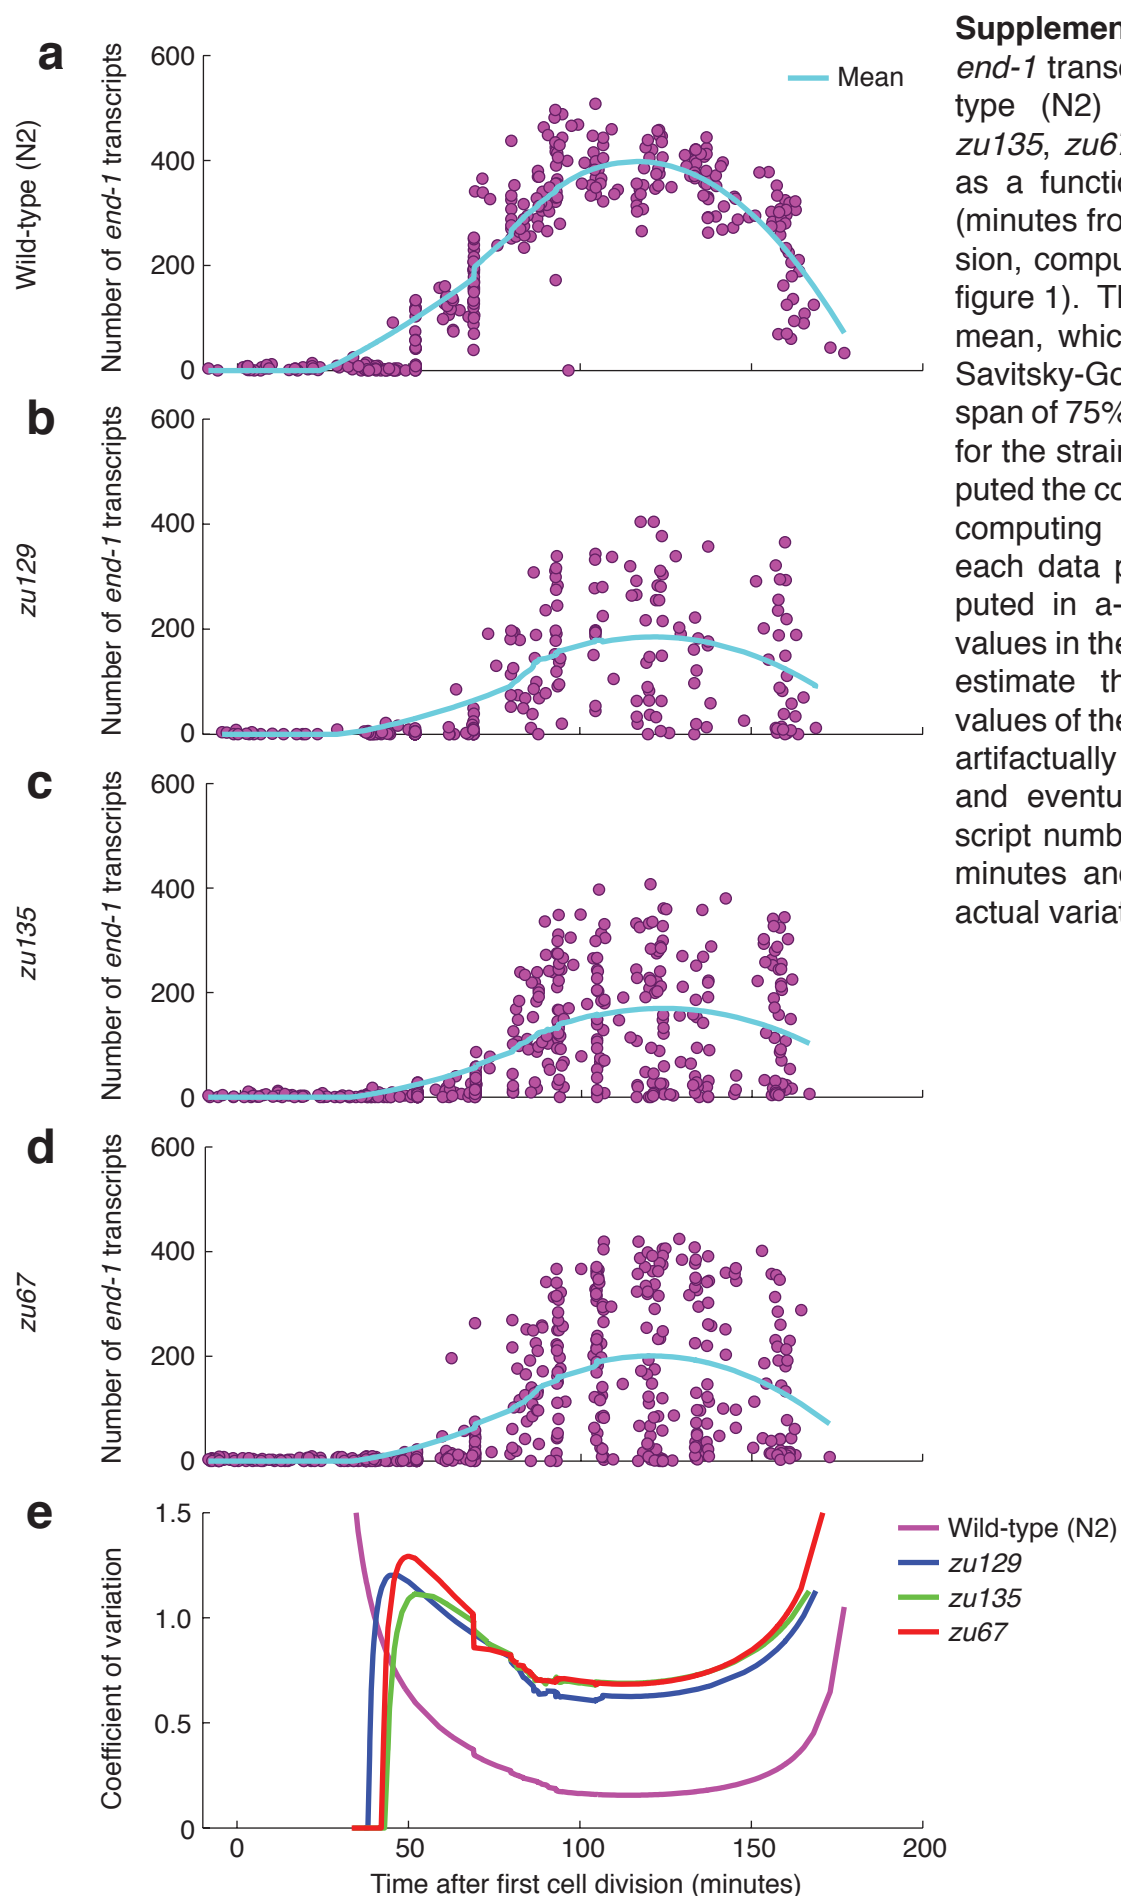 a
Wild-type (N2)
Number of end-1 transcripts
600
400
200
0
Mean
b
zu129
Number of end-1 transcripts
600
400
200
0
c
zu135
Number of end-1 transcripts
600
400
200
0
d
zu67
Number of end-1 transcripts
600
400
200
0
e
Coefficient of variation
1.5
1.0
0.5
0
0 50 100 150 200
Time after first cell division (minutes)
Wild-type (N2)
zu129
zu135
zu67
Supplemen
end-1 transc
type (N2)
zu135, zu67
as a functio
(minutes fro
sion, compu
figure 1). Th
mean, whic
Savitsky-Go
span of 75%
for the strain
puted the co
computing
each data p
puted in a-
values in the
estimate th
values of the
artifactually
and eventu
script numb
minutes and
actual variat